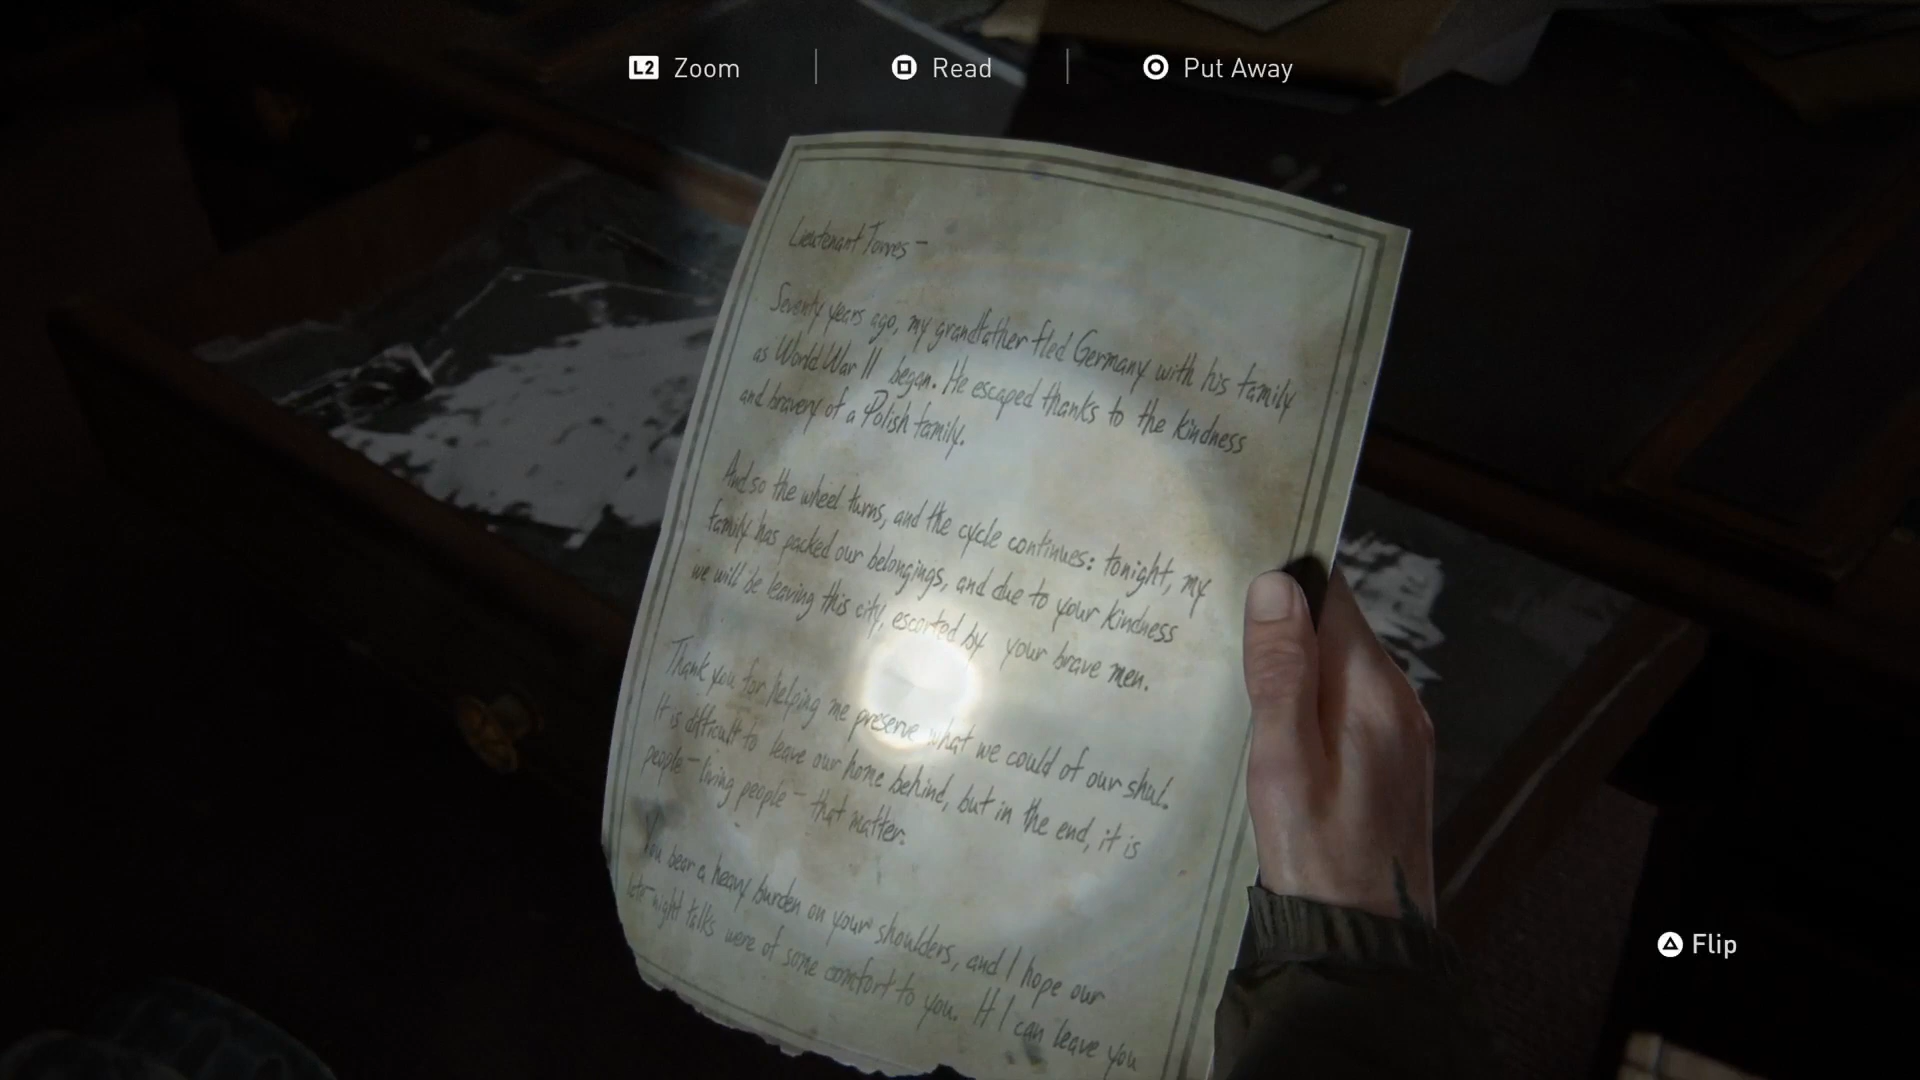 L2 Zoom | Read | Put Away
Lieutenant Torres -
Seventy years ago, my grandfather fled Germany with his family
as World War II began. He escaped thanks to the kindness
and bravery of a Polish family.
And so the wheel turns, and the cycle continues: tonight, my
family has packed our belongings, and due to your kindness
we will be leaving this city, escorted by your brave men.
Thank you for helping me preserve what we could of our shul.
It is difficult to leave our home behind, but in the end, it is
people - living people - that matter.
You bear a heavy burden on your shoulders, and I hope our
late-night talks were of some comfort to you. If I can leave you
Flip